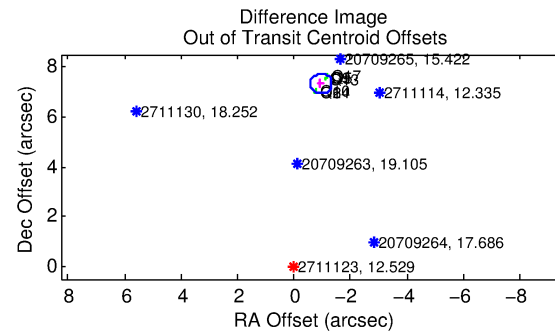 Difference Image
Out of Transit Centroid Offsets
Dec Offset (arcsec)
8
6
4
2
0
20709265, 15.422
2711114, 12.335
2711130, 18.252
20709263, 19.105
20709264, 17.686
2711123, 12.529
8 6 4 2 0 −2 −4 −6 −8
RA Offset (arcsec)